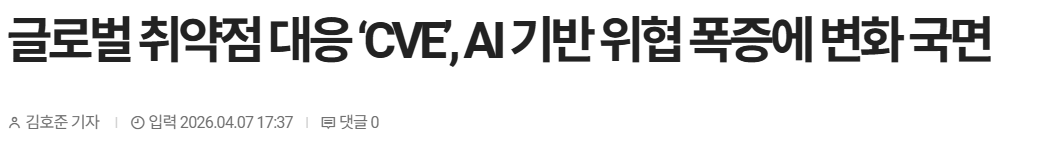 글로벌 취약점 대응 ‘CVE’, AI 기반 위협 폭증에 변화 국면
김호준 기자 | 입력 2026.04.07 17:37 | 댓글 0